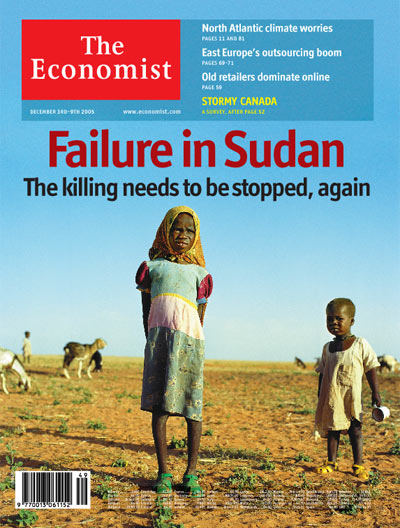 The
Economist
DECEMBER 3RD–9TH 2005
www.economist.com
North Atlantic climate worries
PAGES 11 AND 81
East Europe's outsourcing boom
PAGES 69–71
Old retailers dominate online
PAGE 58
STORMY CANADA
A SURVEY, AFTER PAGE 52
Failure in Sudan
The killing needs to be stopped, again
49
9 770013 061152